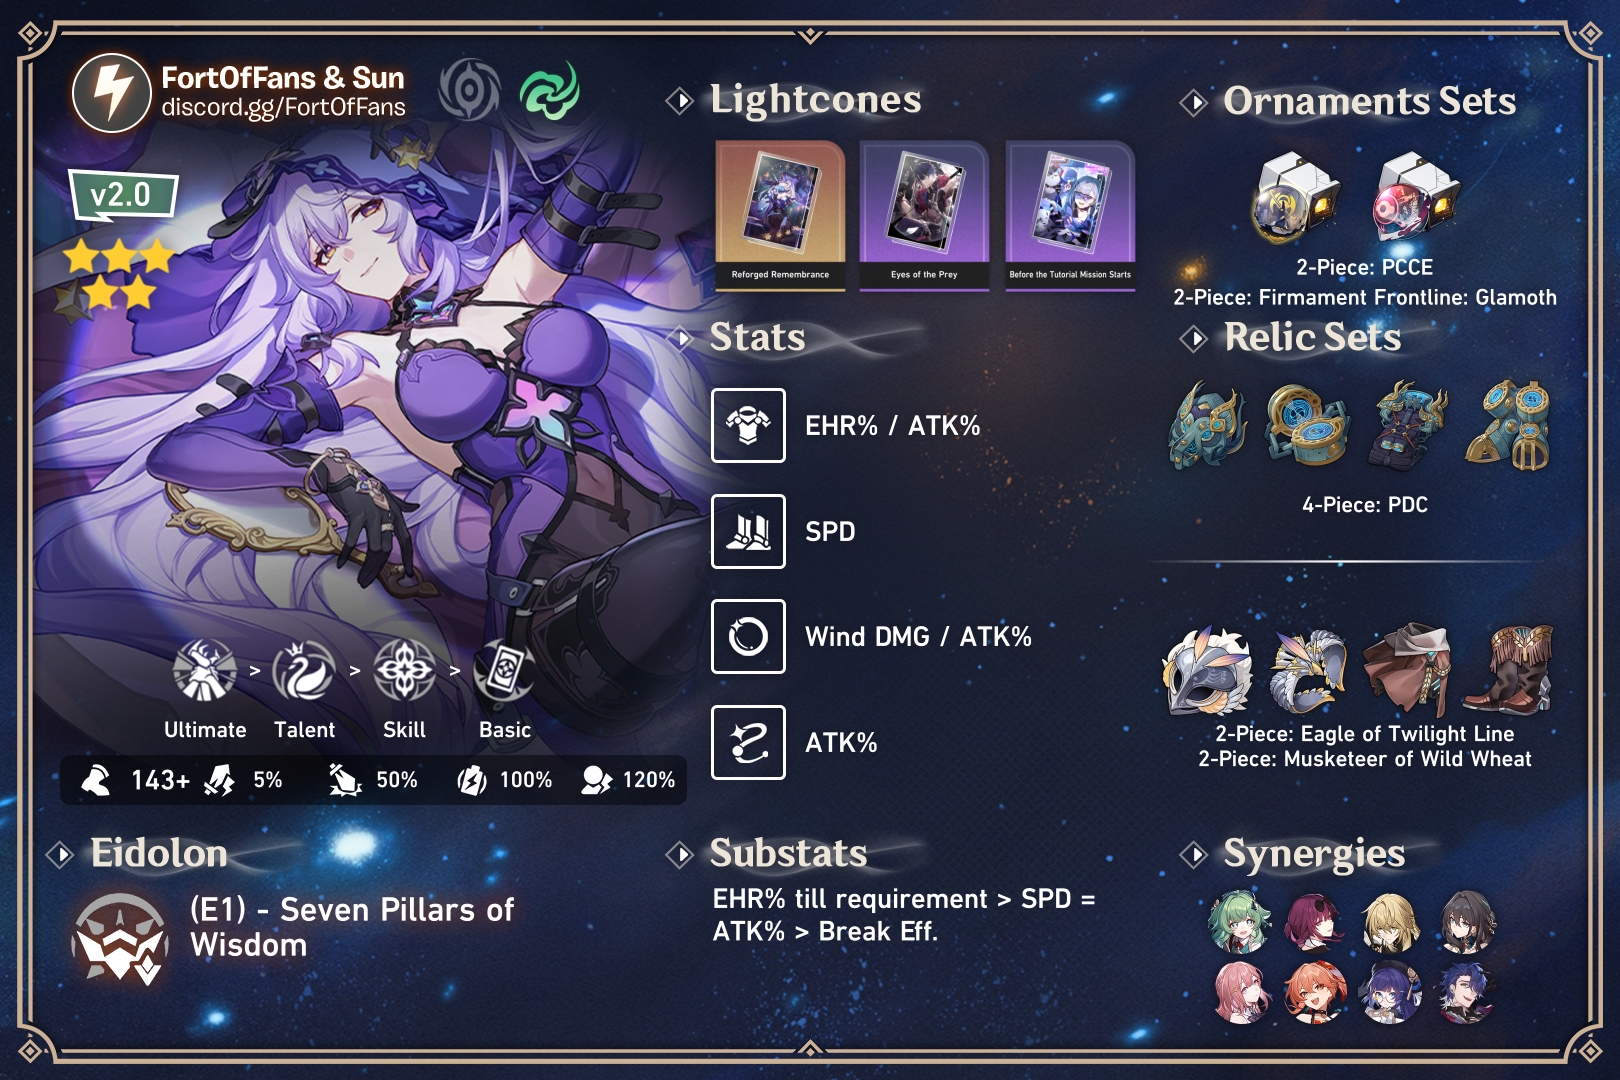 FortOfFans & Sun
discord.gg/FortOfFans
v2.0
Ultimate > Talent > Skill > Basic
143+ 5% 50% 100% 120%
Eidolon
(E1) - Seven Pillars of
Wisdom
Lightcones
Reforged Remembrance
Eyes of the Prey
Before the Tutorial Mission Starts
Stats
EHR% / ATK%
SPD
Wind DMG / ATK%
ATK%
Substats
EHR% till requirement > SPD =
ATK% > Break Eff.
Ornaments Sets
2-Piece: PCCE
2-Piece: Firmament Frontline: Glamoth
Relic Sets
4-Piece: PDC
2-Piece: Eagle of Twilight Line
2-Piece: Musketeer of Wild Wheat
Synergies